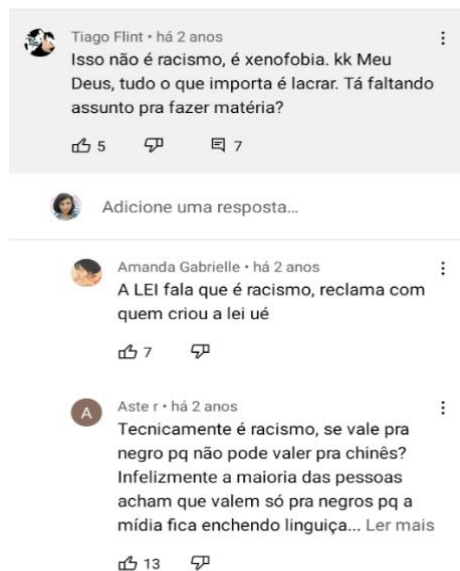 Tiago Flint • há 2 anos
Isso não é racismo, é xenofobia. kk Meu
Deus, tudo o que importa é lacrar. Tá faltando
assunto pra fazer matéria?
5 7
Adicione uma resposta...
Amanda Gabrielle • há 2 anos
A LEI fala que é racismo, reclama com
quem criou a lei ué
7
A
Aste r • há 2 anos
Tecnicamente é racismo, se vale pra
negro pq não pode valer pra chinês?
Infelizmente a maioria das pessoas
acham que valem só pra negros pq a
mídia fica enchendo linguiça... Ler mais
13